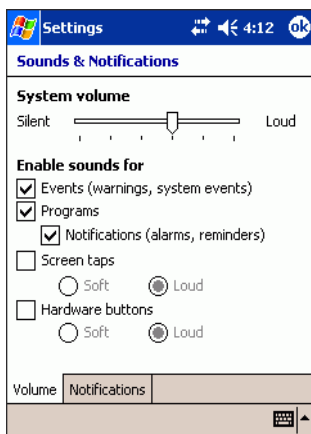 Settings 4:12 ok
Sounds & Notifications
System volume
Silent Loud
Enable sounds for
Events (warnings, system events)
Programs
Notifications (alarms, reminders)
Screen taps
Soft Loud
Hardware buttons
Soft Loud
Volume Notifications